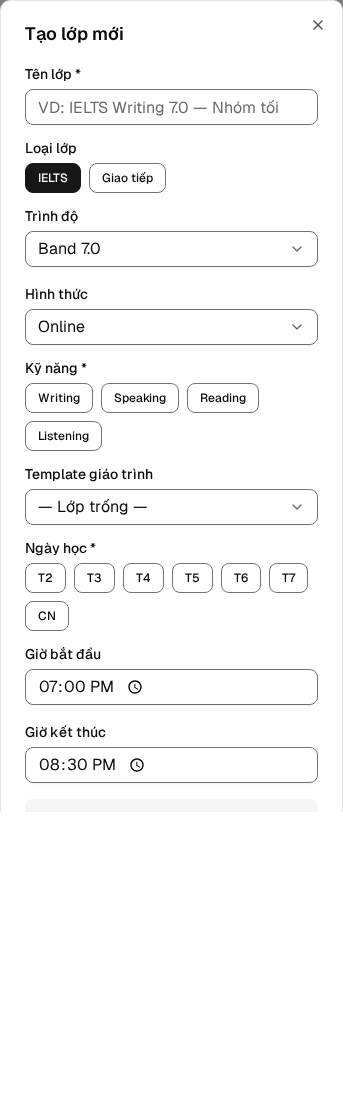 Tạo lớp mới
Tên lớp *
VD: IELTS Writing 7.0 — Nhóm tối
Loại lớp
IELTS Giao tiếp
Trình độ
Band 7.0
Hình thức
Online
Kỹ năng *
Writing Speaking Reading
Listening
Template giáo trình
— Lớp trống —
Ngày học *
T2 T3 T4 T5 T6 T7
CN
Giờ bắt đầu
07:00 PM
Giờ kết thúc
08:30 PM